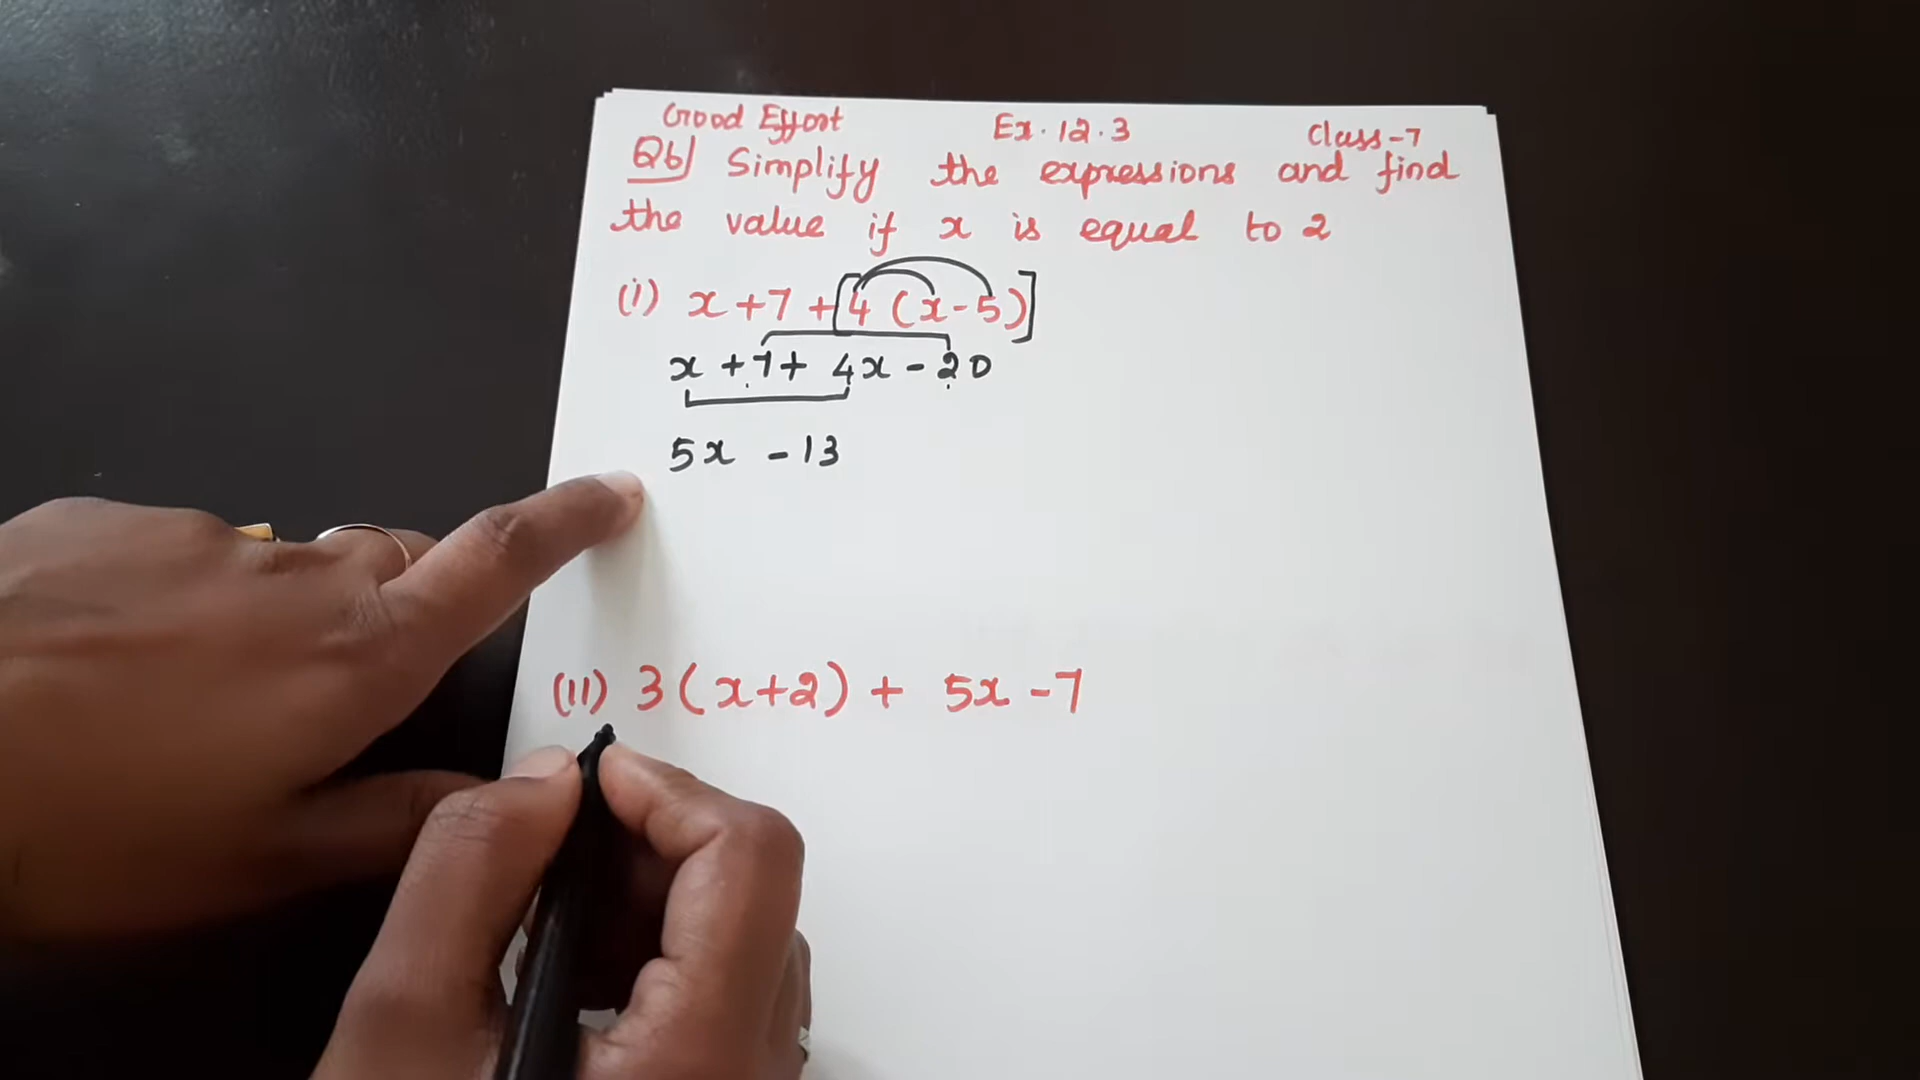 Good Effort Ex. 12.3 Class-7
Q6) Simplify the expressions and find
the value if x is equal to 2
(i) x + 7 + [4 (x - 5)]
x + 7 + 4x - 20
5x - 13
(II) 3 (x + 2) + 5x - 7